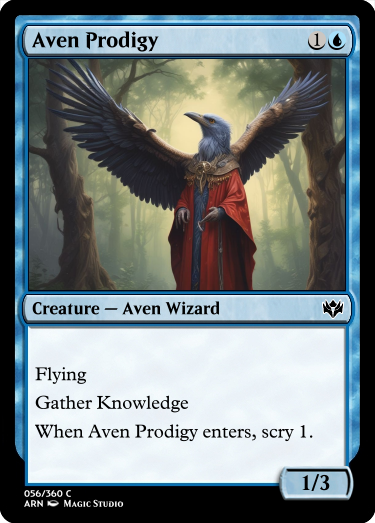 Aven Prodigy 1
Creature — Aven Wizard
Flying
Gather Knowledge
When Aven Prodigy enters, scry 1.
1/3
056/360 C
ARN Magic Studio